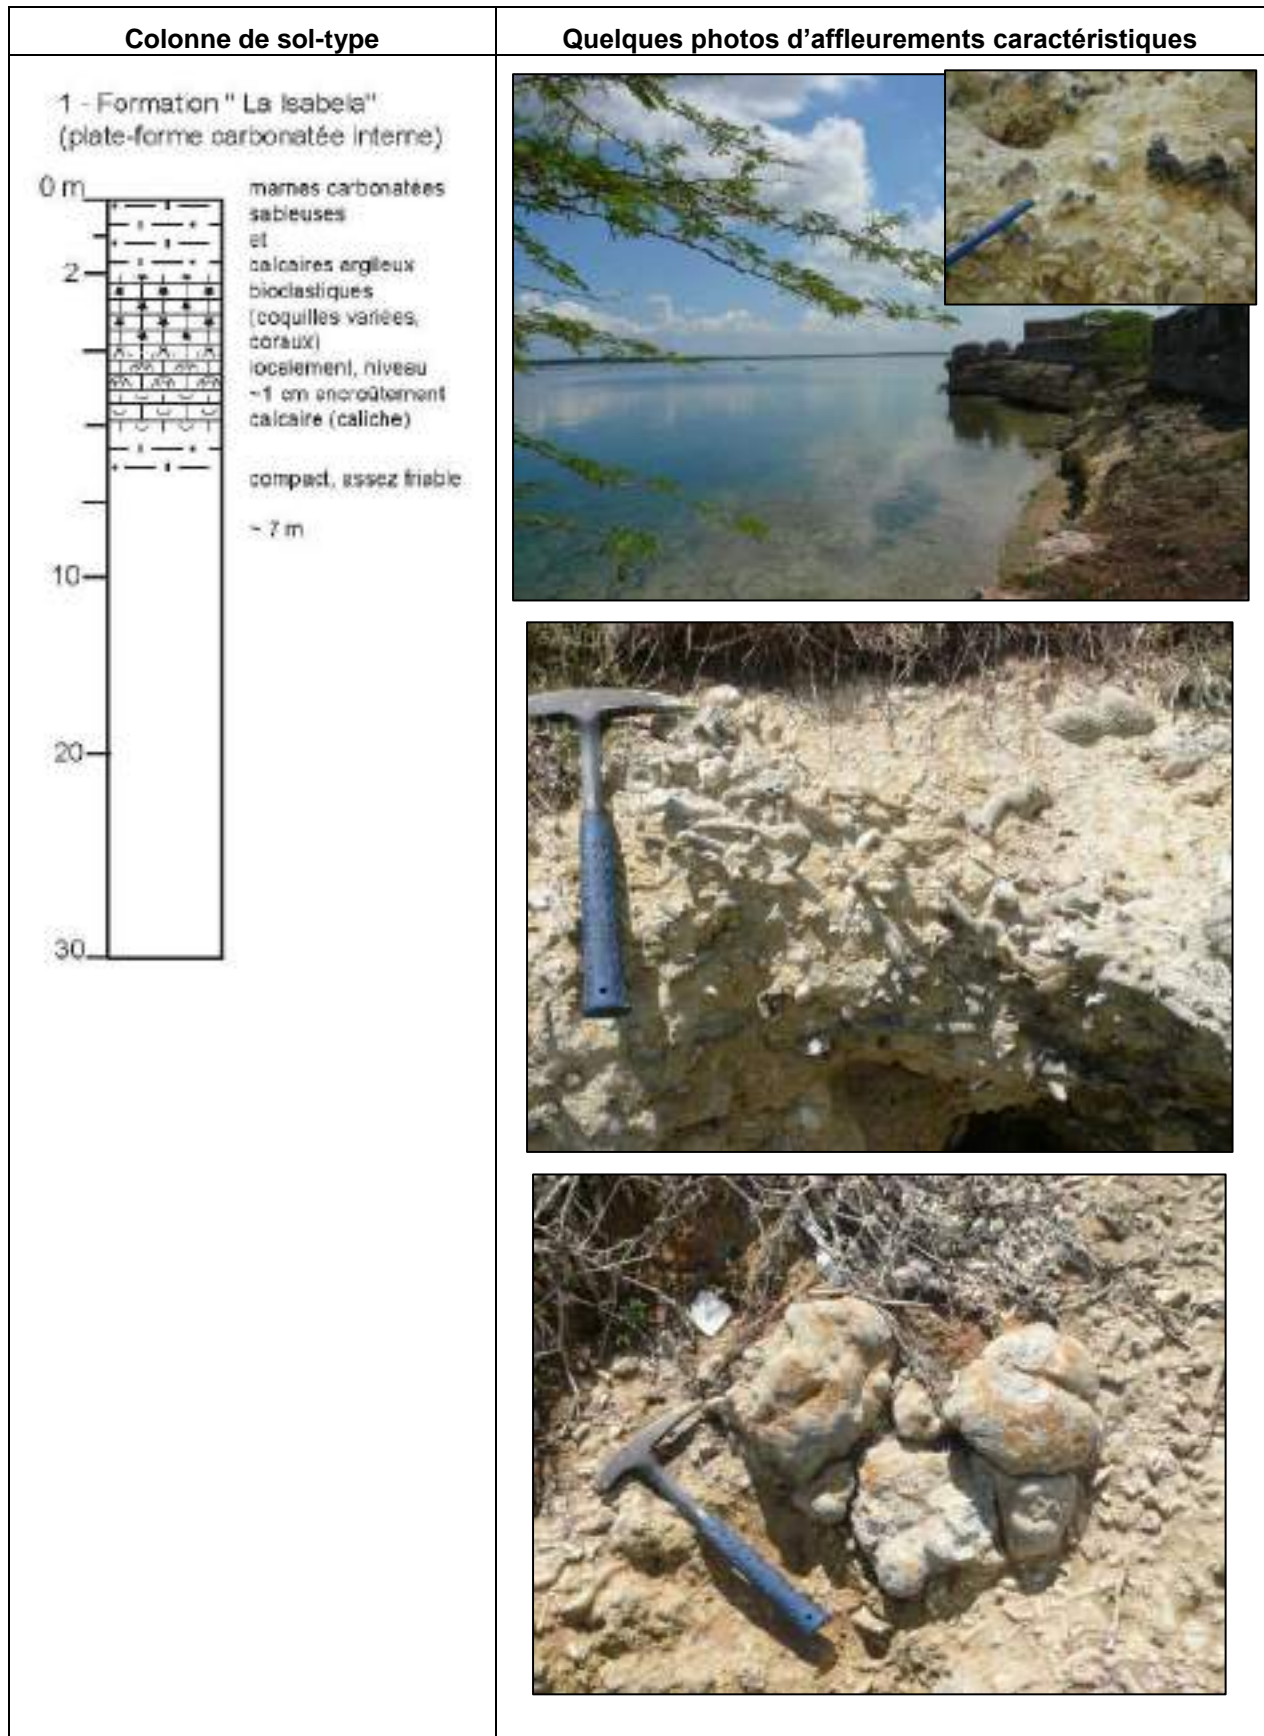 Colonne de sol-type
Quelques photos d'affleurements caractéristiques
1 - Formation " La Isabela"
(plate-forme carbonatée interne)
0 m
2
10
20
30
marnes carbonatées
sableuses
et
calcaires argileux
bioclastiques
(coquilles variées,
coraux)
localement, niveau
~1 cm encroûtement
calcaire (caliche)
compact, assez friable
~ 7 m